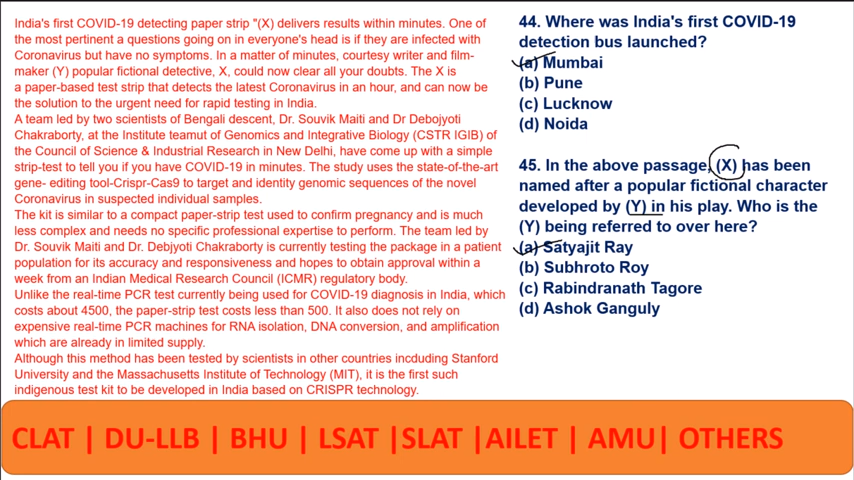 India's first COVID-19 detecting paper strip "(X) delivers results within minutes. One of
the most pertinent a questions going on in everyone's head is if they are infected with
Coronavirus but have no symptoms. In a matter of minutes, courtesy writer and film-
maker (Y) popular fictional detective, X, could now clear all your doubts. The X is
a paper-based test strip that detects the latest Coronavirus in an hour, and can now be
the solution to the urgent need for rapid testing in India.
A team led by two scientists of Bengali descent, Dr. Souvik Maiti and Dr Debojyoti
Chakraborty, at the Institute teamut of Genomics and Integrative Biology (CSTR IGIB) of
the Council of Science & Industrial Research in New Delhi, have come up with a simple
strip-test to tell you if you have COVID-19 in minutes. The study uses the state-of-the-art
gene- editing tool-Crispr-Cas9 to target and identity genomic sequences of the novel
Coronavirus in suspected individual samples.
The kit is similar to a compact paper-strip test used to confirm pregnancy and is much
less complex and needs no specific professional expertise to perform. The team led by
Dr. Souvik Maiti and Dr. Debjyoti Chakraborty is currently testing the package in a patient
population for its accuracy and responsiveness and hopes to obtain approval within a
week from an Indian Medical Research Council (ICMR) regulatory body.
Unlike the real-time PCR test currently being used for COVID-19 diagnosis in India, which
costs about 4500, the paper-strip test costs less than 500. It also does not rely on
expensive real-time PCR machines for RNA isolation, DNA conversion, and amplification
which are already in limited supply.
Although this method has been tested by scientists in other countries incduding Stanford
University and the Massachusetts Institute of Technology (MIT), it is the first such
indigenous test kit to be developed in India based on CRISPR technology.
44. Where was India's first COVID-19
detection bus launched?
(a) Mumbai
(b) Pune
(c) Lucknow
(d) Noida
45. In the above passage, (X) has been
named after a popular fictional character
developed by (Y) in his play. Who is the
(Y) being referred to over here?
(a) Satyajit Ray
(b) Subhroto Roy
(c) Rabindranath Tagore
(d) Ashok Ganguly
CLAT | DU-LLB | BHU | LSAT |SLAT |AILET | AMU| OTHERS